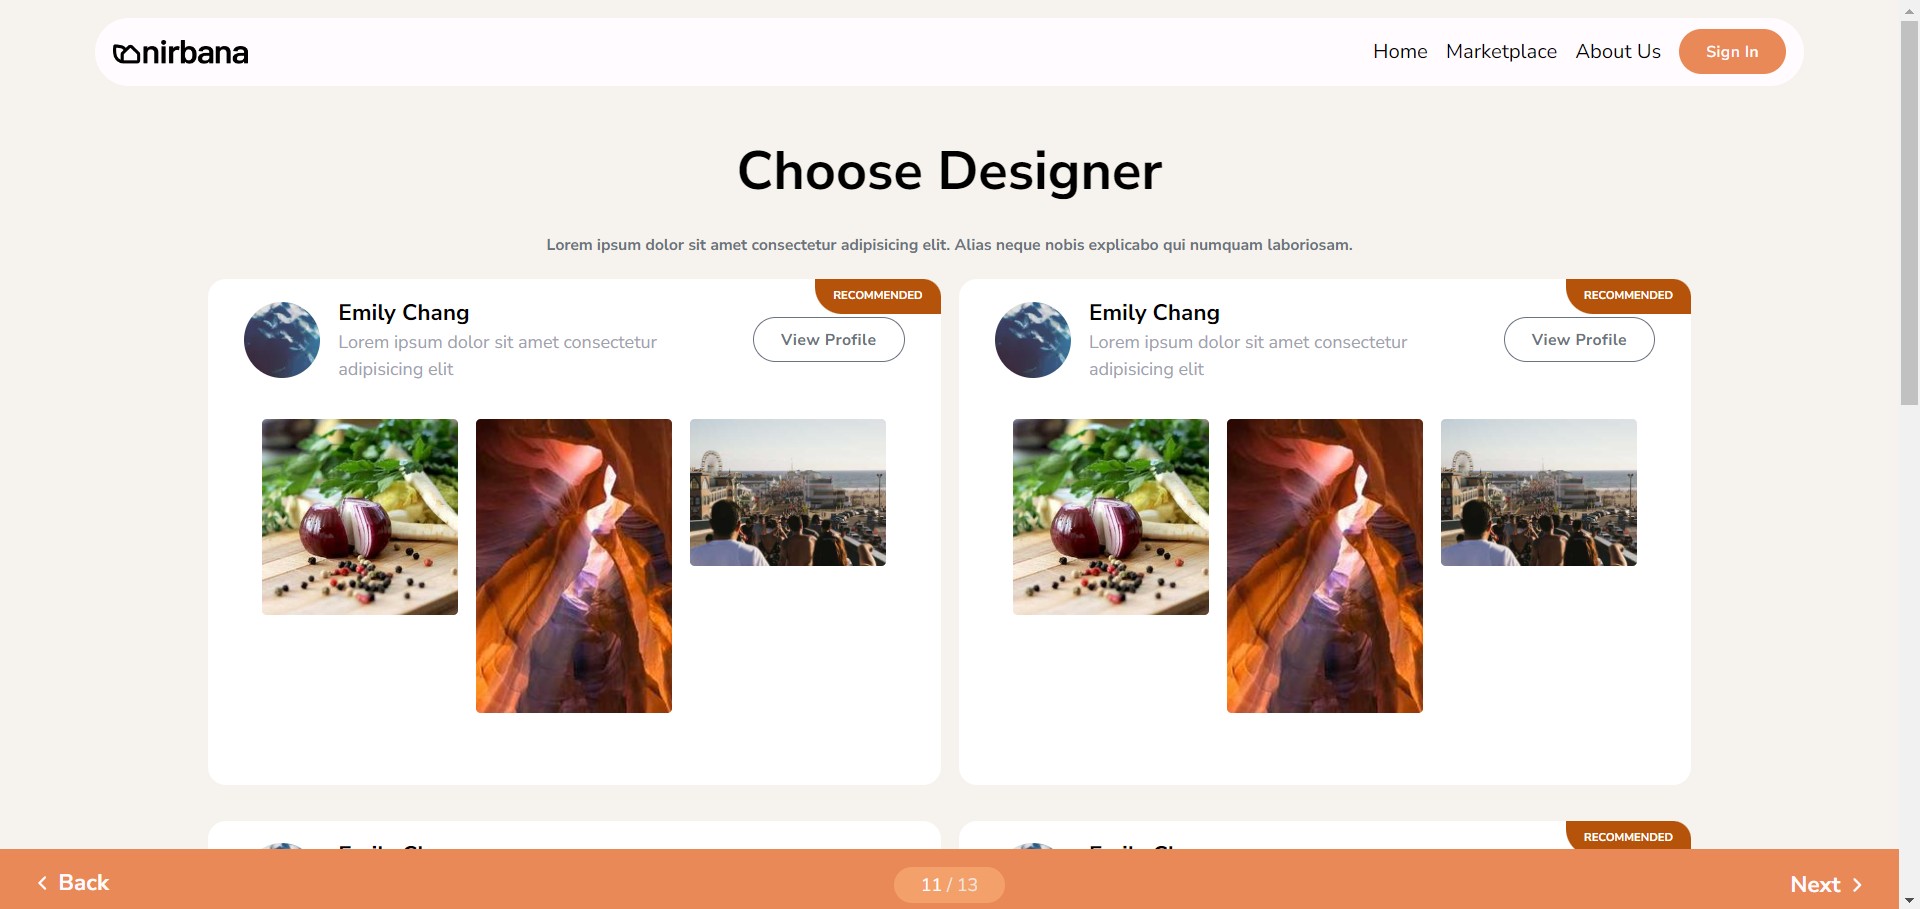 nirbana
Home Marketplace About Us Sign In
Choose Designer
Lorem ipsum dolor sit amet consectetur adipisicing elit. Alias neque nobis explicabo qui numquam laboriosam.
RECOMMENDED
Emily Chang
Lorem ipsum dolor sit amet consectetur
adipisicing elit
View Profile
RECOMMENDED
Emily Chang
Lorem ipsum dolor sit amet consectetur
adipisicing elit
View Profile
RECOMMENDED
Back
11 / 13
Next